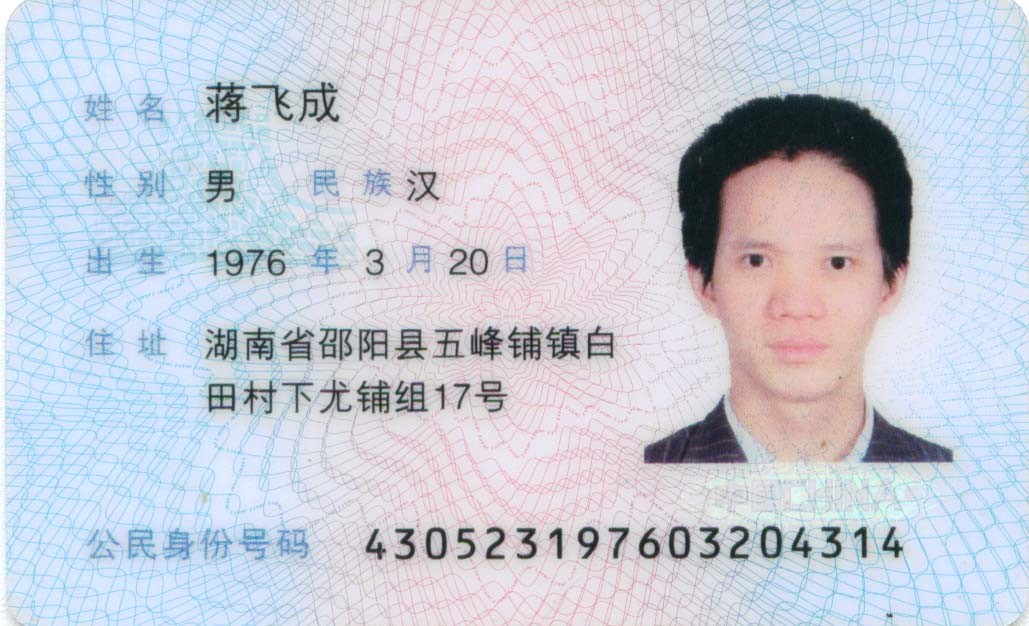 姓名 蒋飞成
性别 男 民族 汉
出生 1976 年 3 月 20 日
住址 湖南省邵阳县五峰铺镇白
田村下尤铺组17号
公民身份号码 430523197603204314